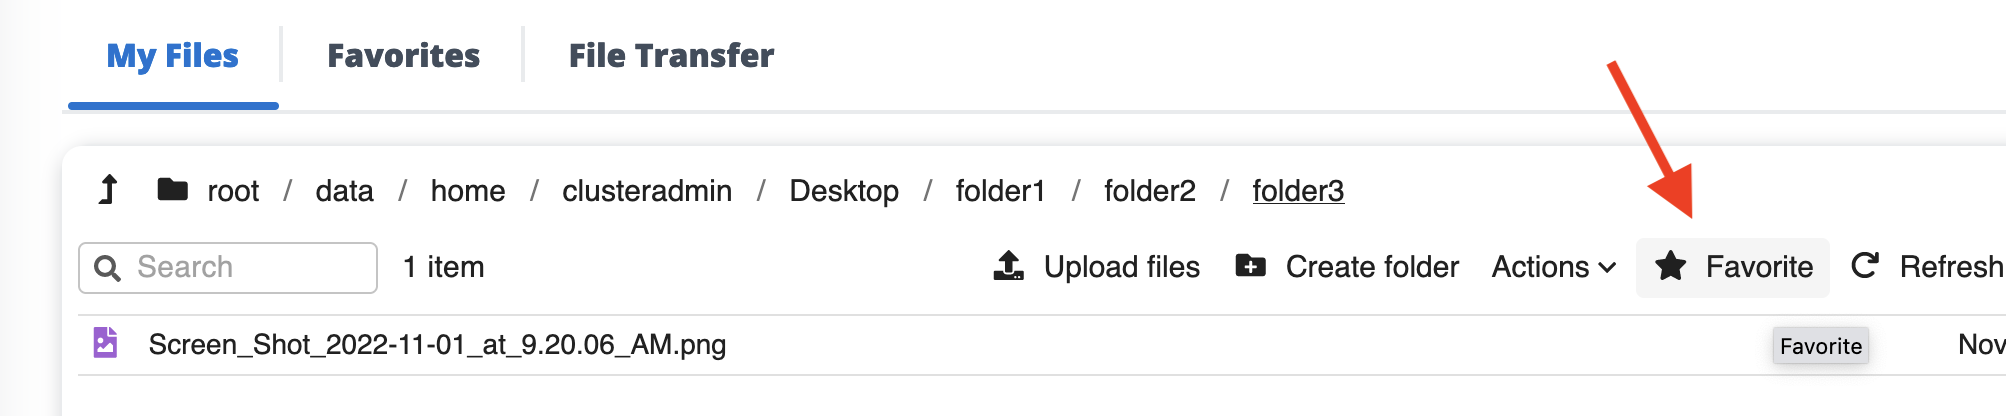 My Files Favorites File Transfer
root / data / home / clusteradmin / Desktop / folder1 / folder2 / folder3
Search 1 item Upload files Create folder Actions Favorite Refresh
Screen_Shot_2022-11-01_at_9.20.06_AM.png Favorite Nov